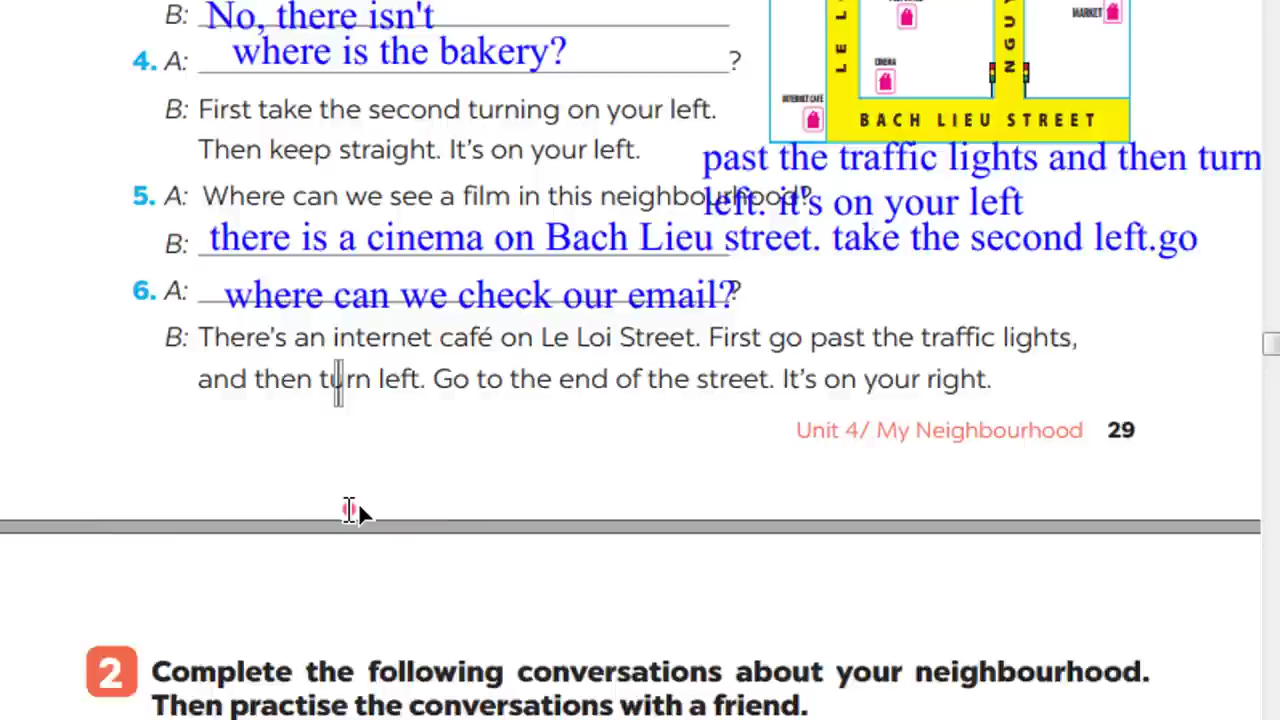 B: No, there isn't
4. A: where is the bakery? ?
B: First take the second turning on your left.
Then keep straight. It's on your left.
5. A: Where can we see a film in this neighbourhood?
B: there is a cinema on Bach Lieu street. take the second left.go
past the traffic lights and then turn
left. it's on your left
6. A: where can we check our email? ?
B: There's an internet café on Le Loi Street. First go past the traffic lights,
and then turn left. Go to the end of the street. It's on your right.
LE L
NGUY
MARKET
CINEMA
INTERNET CAFÉ
BACH LIEU STREET
Unit 4/ My Neighbourhood 29
2 Complete the following conversations about your neighbourhood.
Then practise the conversations with a friend.